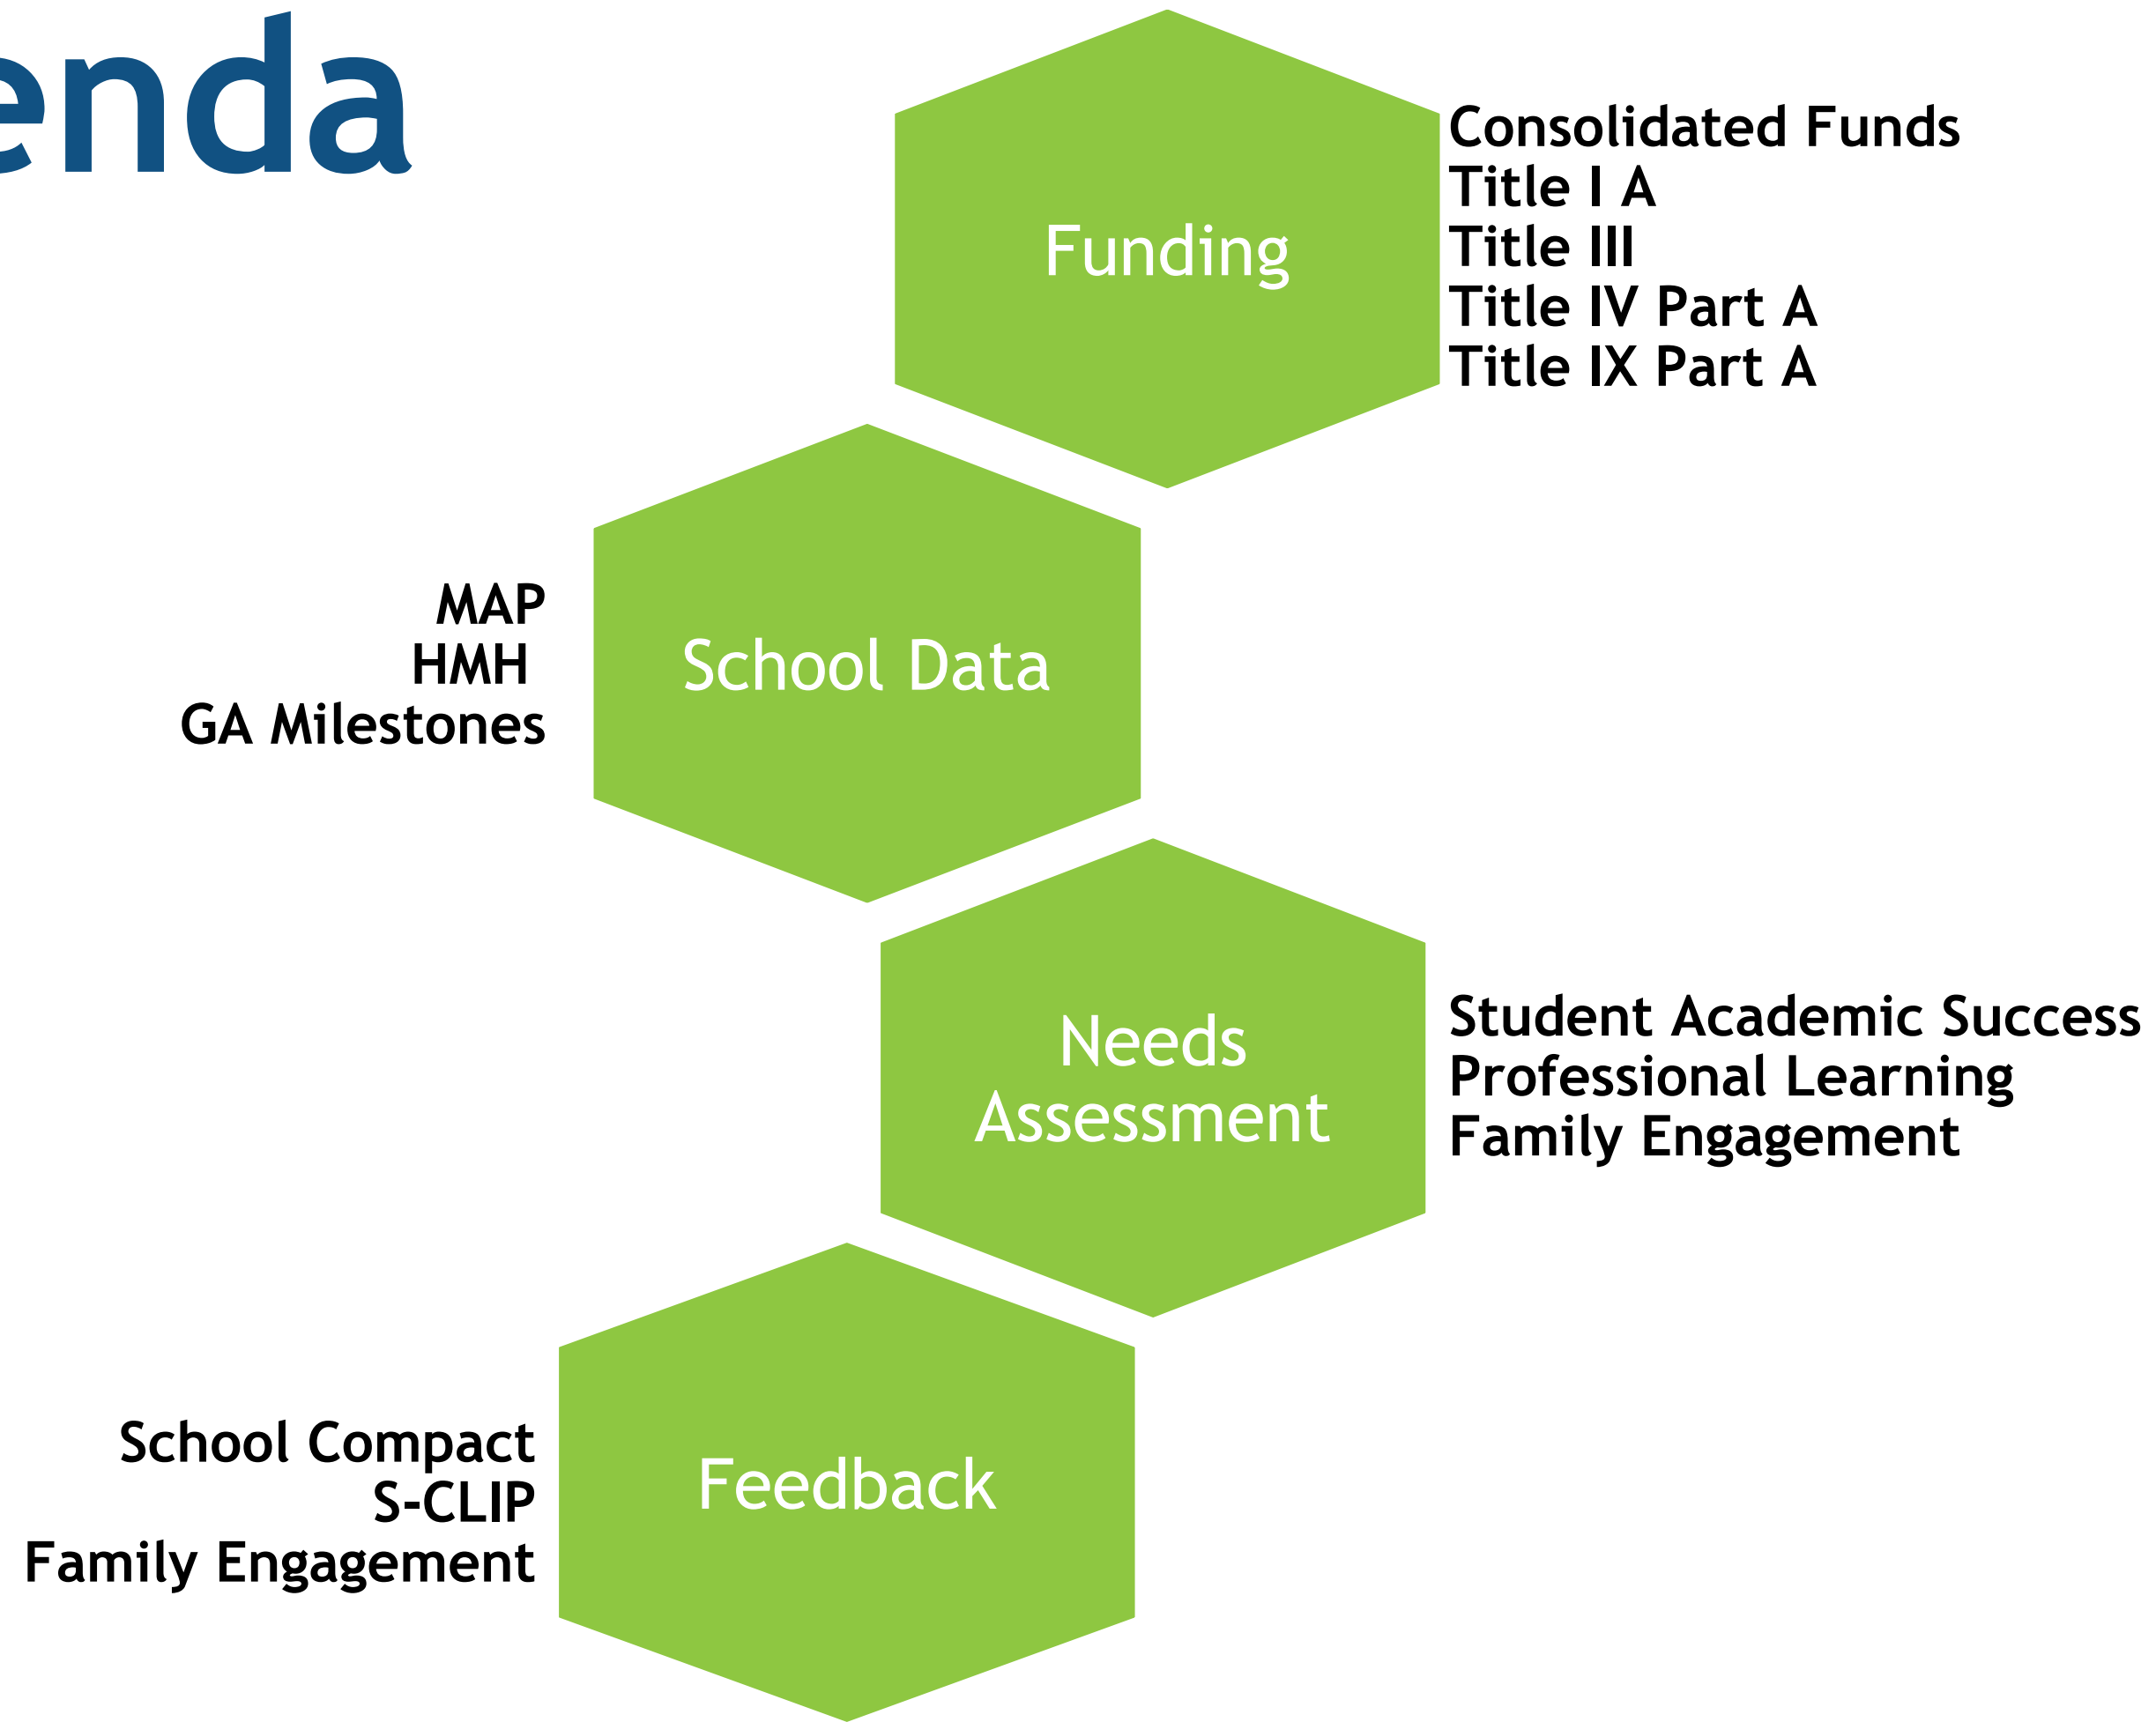 enda
Funding
Consolidated Funds
Title I A
Title III
Title IV Part A
Title IX Part A
MAP
HMH
GA Milestones
School Data
Needs
Assessment
Student Academic Success
Professional Learning
Family Engagement
School Compact
S-CLIP
Family Engagement
Feedback